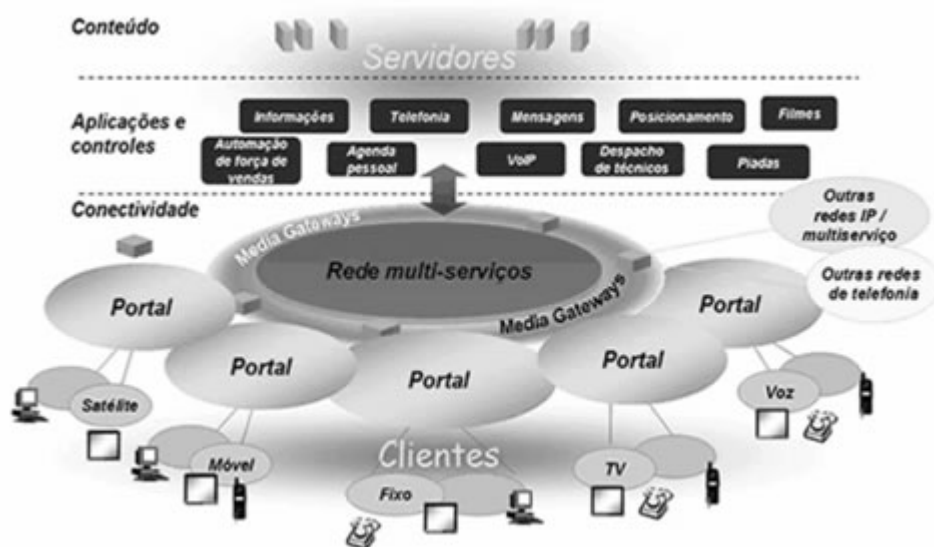 Conteúdo
Servidores
Aplicações e
controles
Informações
Telefonia
Mensagens
Posicionamento
Filmes
Automação
de força de
vendas
Agenda
pessoal
VoIP
Despacho
de técnicos
Piadas
Conectividade
Media Gateways
Rede multi-serviços
Media Gateways
Outras
redes IP /
multiserviço
Outras redes
de telefonia
Portal
Portal
Portal
Portal
Portal
Satélite
Móvel
Clientes
Fixo
TV
Voz